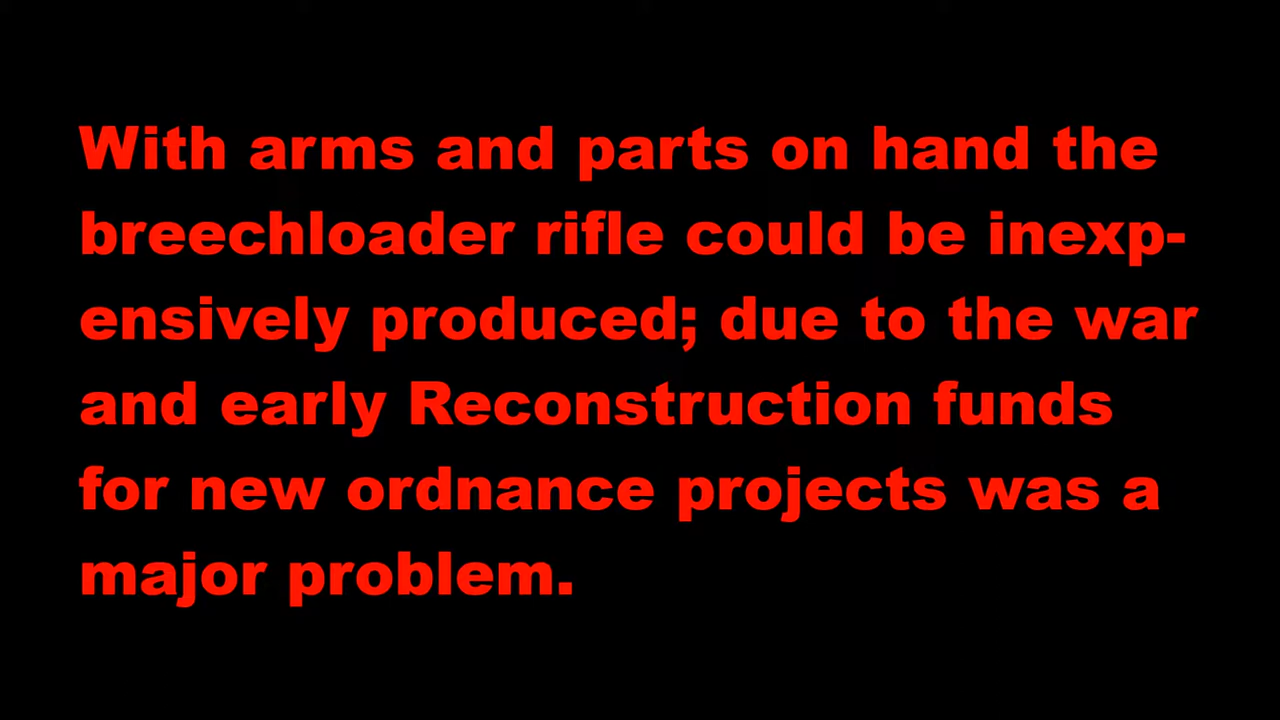 With arms and parts on hand the
breechloader rifle could be inexp-
ensively produced; due to the war
and early Reconstruction funds
for new ordnance projects was a
major problem.